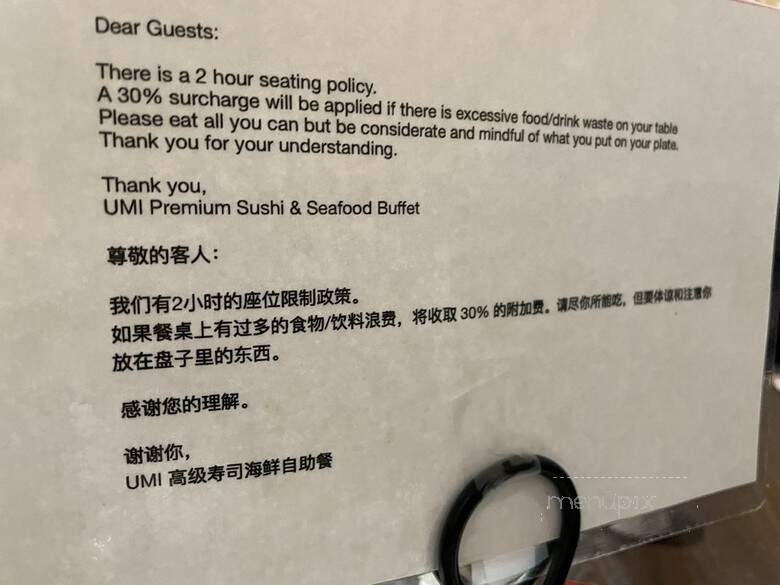 Dear Guests:
There is a 2 hour seating policy.
A 30% surcharge will be applied if there is excessive food/drink waste on your table
Please eat all you can but be considerate and mindful of what you put on your plate.
Thank you for your understanding.
Thank you,
UMI Premium Sushi & Seafood Buffet
尊敬的客人：
我们有2小时的座位限制政策。
如果餐桌上有过多的食物/饮料浪费，将收取 30% 的附加费。请尽你所能吃，但要体谅和注意你
放在盘子里的东西。
感谢您的理解。
谢谢你，
UMI 高级寿司海鲜自助餐
menupix